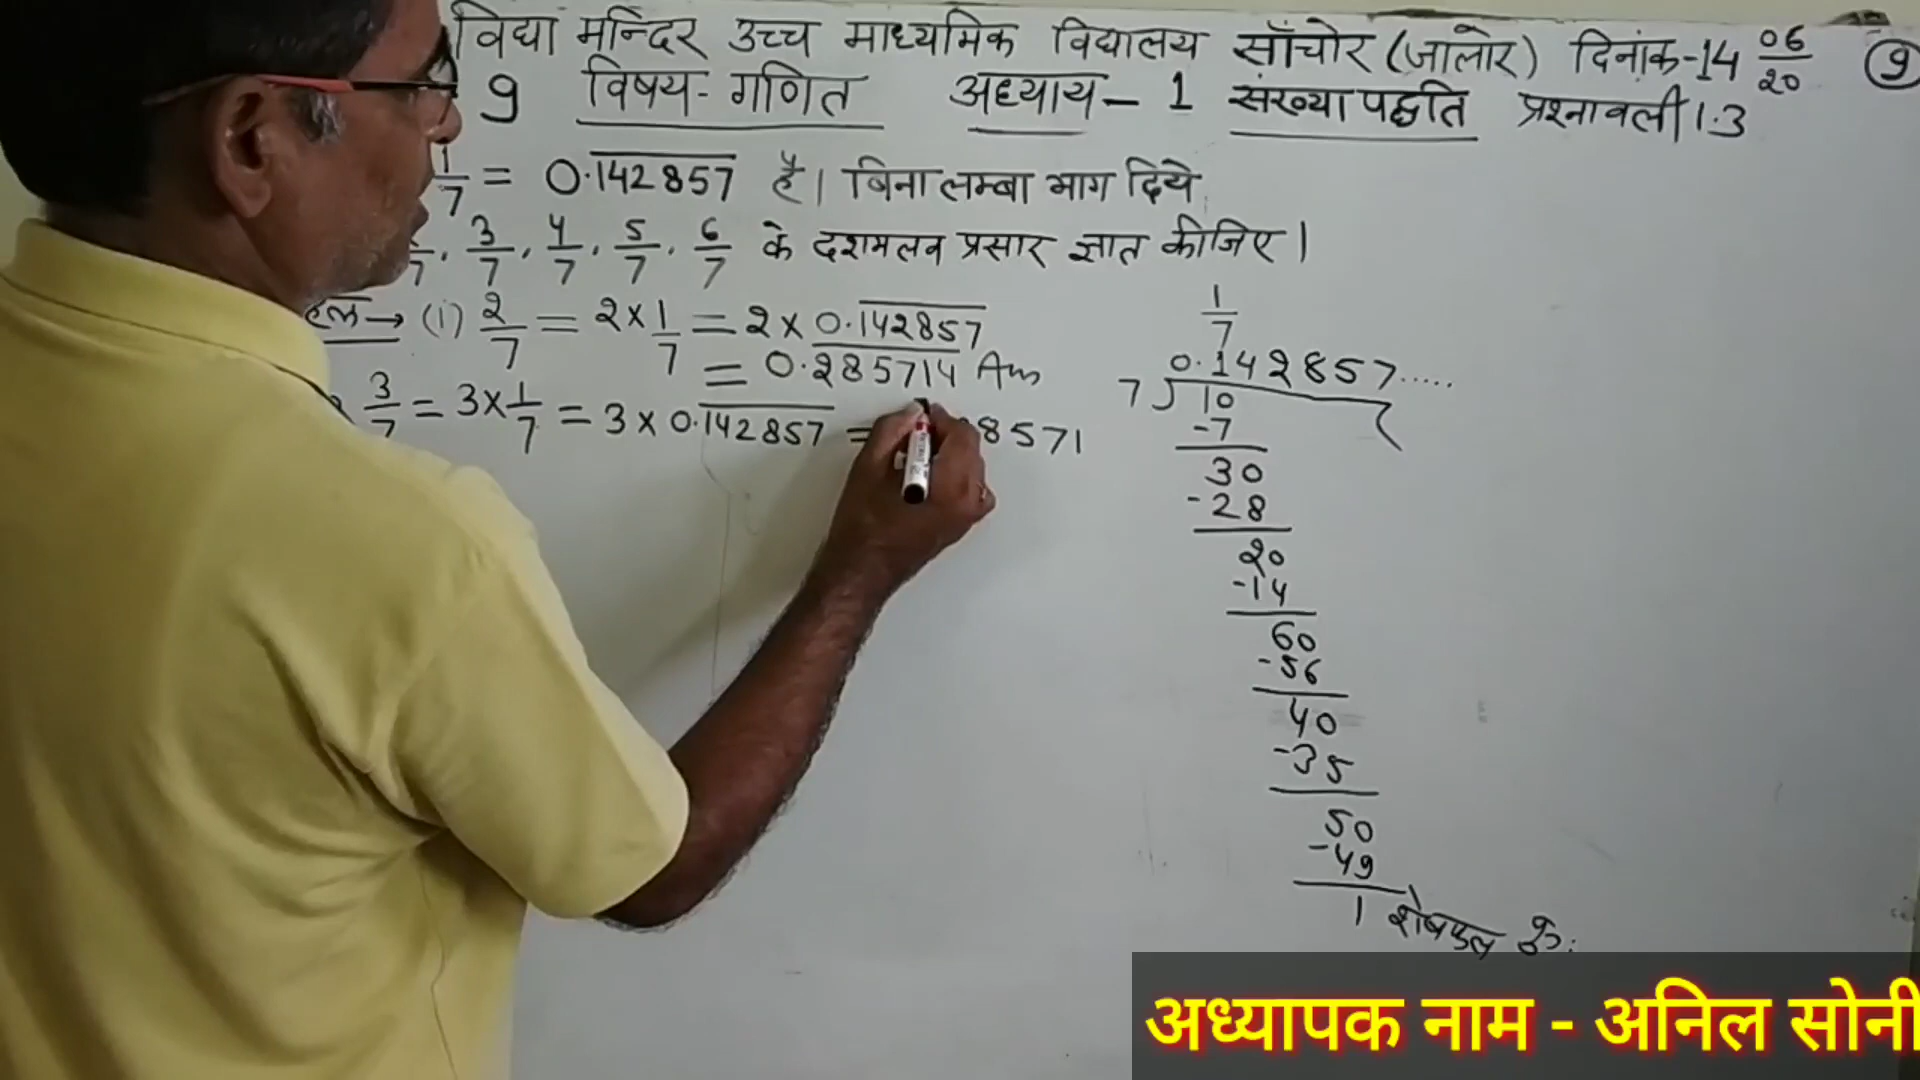 विद्या मन्दिर उच्च माध्यमिक विद्यालय साँचोर (जालोर) दिनांक-14 06/20 9
9 विषय-गणित अध्याय-1 संख्या पद्धति प्रश्नावली 1.3
1/7 = 0.142857 है। बिना लम्बा भाग दिये
3/7, 4/7, 5/7, 6/7 के दशमलव प्रसार ज्ञात कीजिए।
हल→ (i) 2/7 = 2×1/7 = 2×0.142857
= 0.285714 Ans
3/7 = 3×1/7 = 3×0.142857 = 8571
1/7
0.142857.....
7) 10
-7
30
-28
20
-14
60
-56
40
-35
50
-49
1 शेषफल
अध्यापक नाम - अनिल सोनी